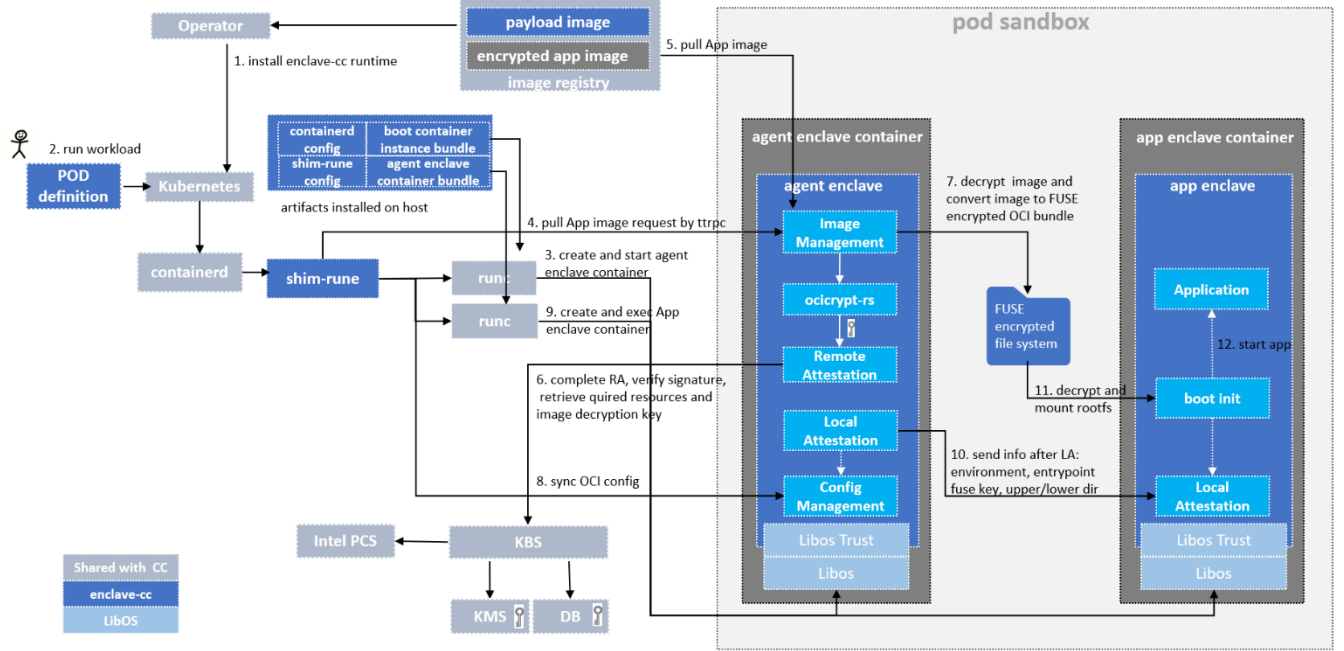 pod sandbox
Operator
payload image
encrypted app image
image registry
5. pull App image
1. install enclave-cc runtime
2. run workload
POD
definition
Kubernetes
containerd
config
boot container
instance bundle
shim-rune
config
agent enclave
container bundle
artifacts installed on host
4. pull App image request by ttrpc
containerd
shim-rune
runc
3. create and start agent
enclave container
runc
9. create and exec App
enclave container
agent enclave container
agent enclave
Image
Management
ocicrypt-rs
Remote
Attestation
Local
Attestation
Config
Management
Libos Trust
Libos
7. decrypt image and
convert image to FUSE
encrypted OCI bundle
FUSE
encrypted
file system
11. decrypt and
mount rootfs
10. send info after LA:
environment, entrypoint
fuse key, upper/lower dir
app enclave container
app enclave
Application
12. start app
boot init
Local
Attestation
Libos Trust
Libos
6. complete RA, verify signature,
retrieve quired resources and
image decryption key
8. sync OCI config
Intel PCS
KBS
KMS
DB
Shared with CC
enclave-cc
LibOS